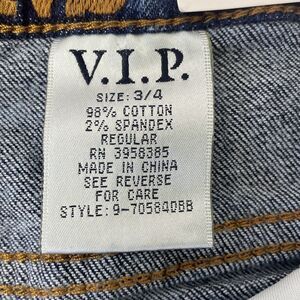 V.I.P.
SIZE: 3/4
98% COTTON
2% SPANDEX
REGULAR
RN 3958385
MADE IN CHINA
SEE REVERSE
FOR CARE
STYLE: 9-70584DBB